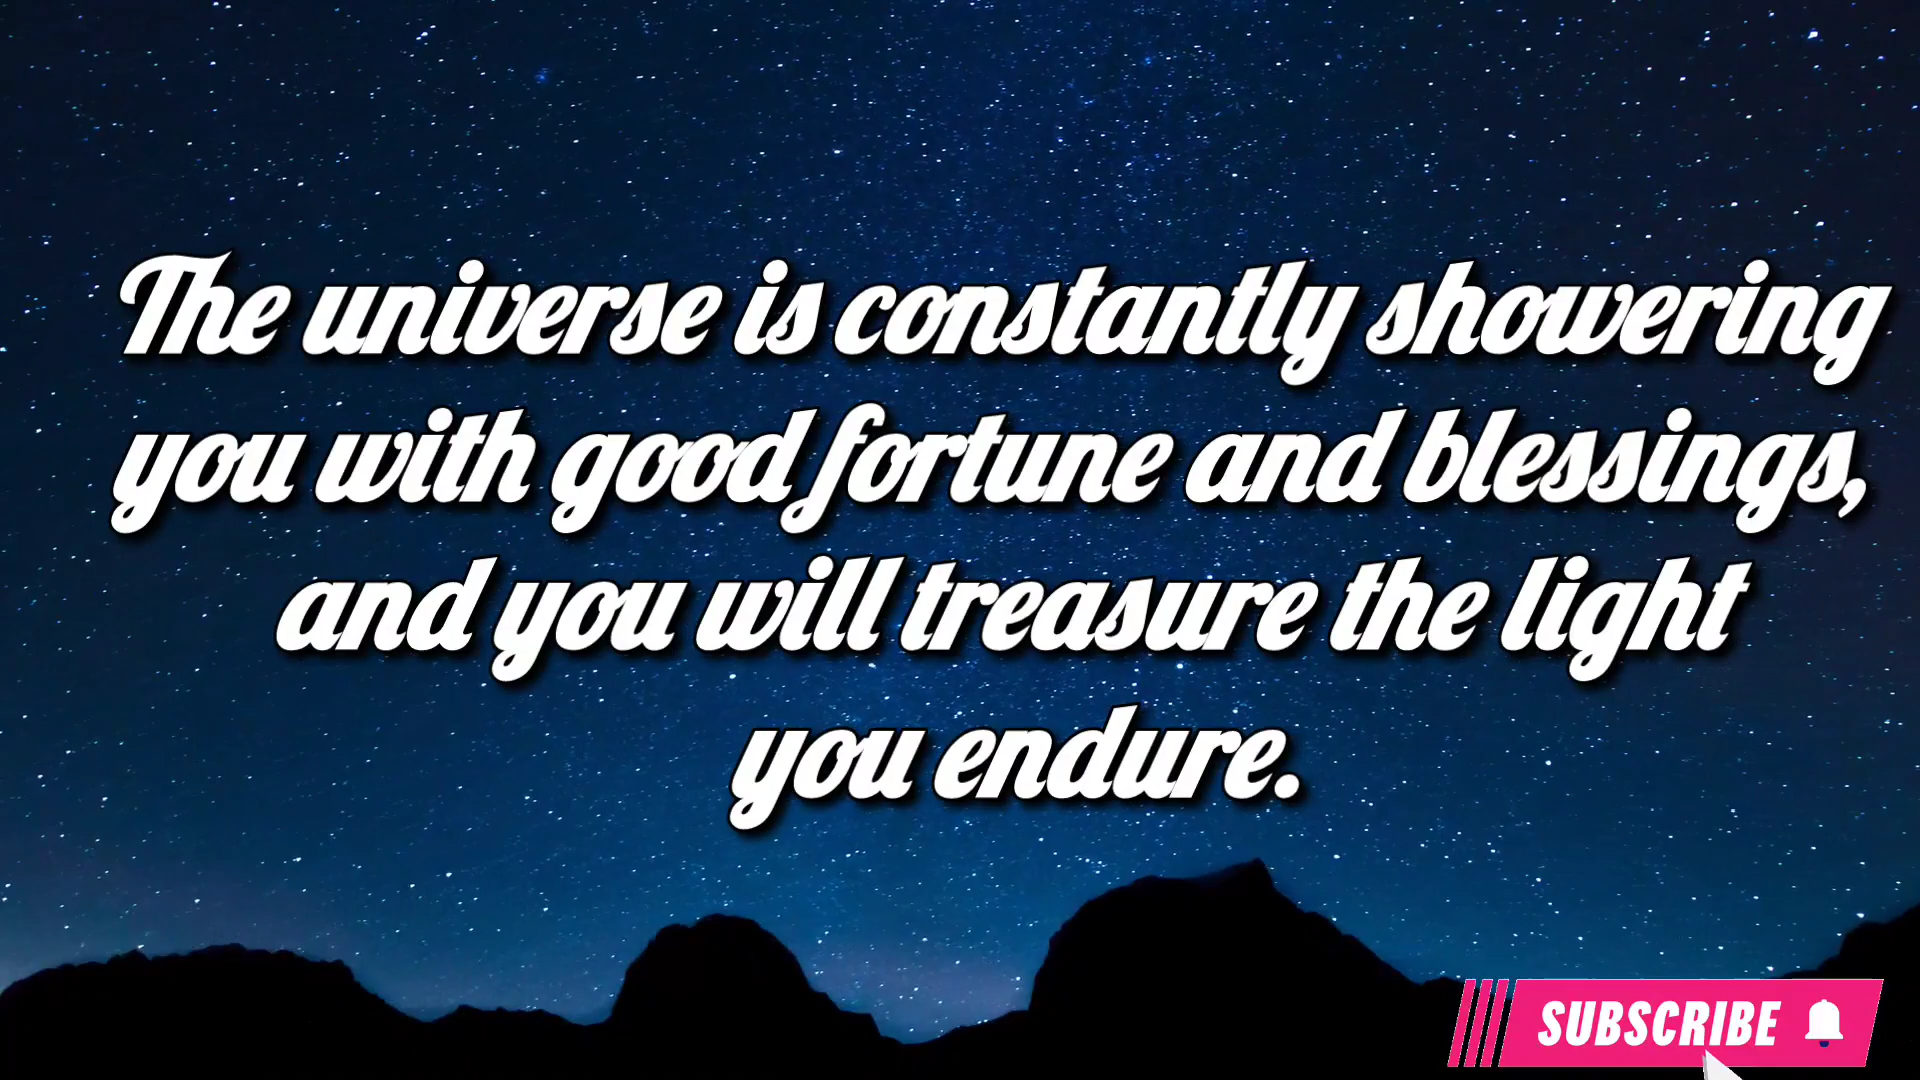 The universe is constantly showering
you with good fortune and blessings,
and you will treasure the light
you endure.
SUBSCRIBE